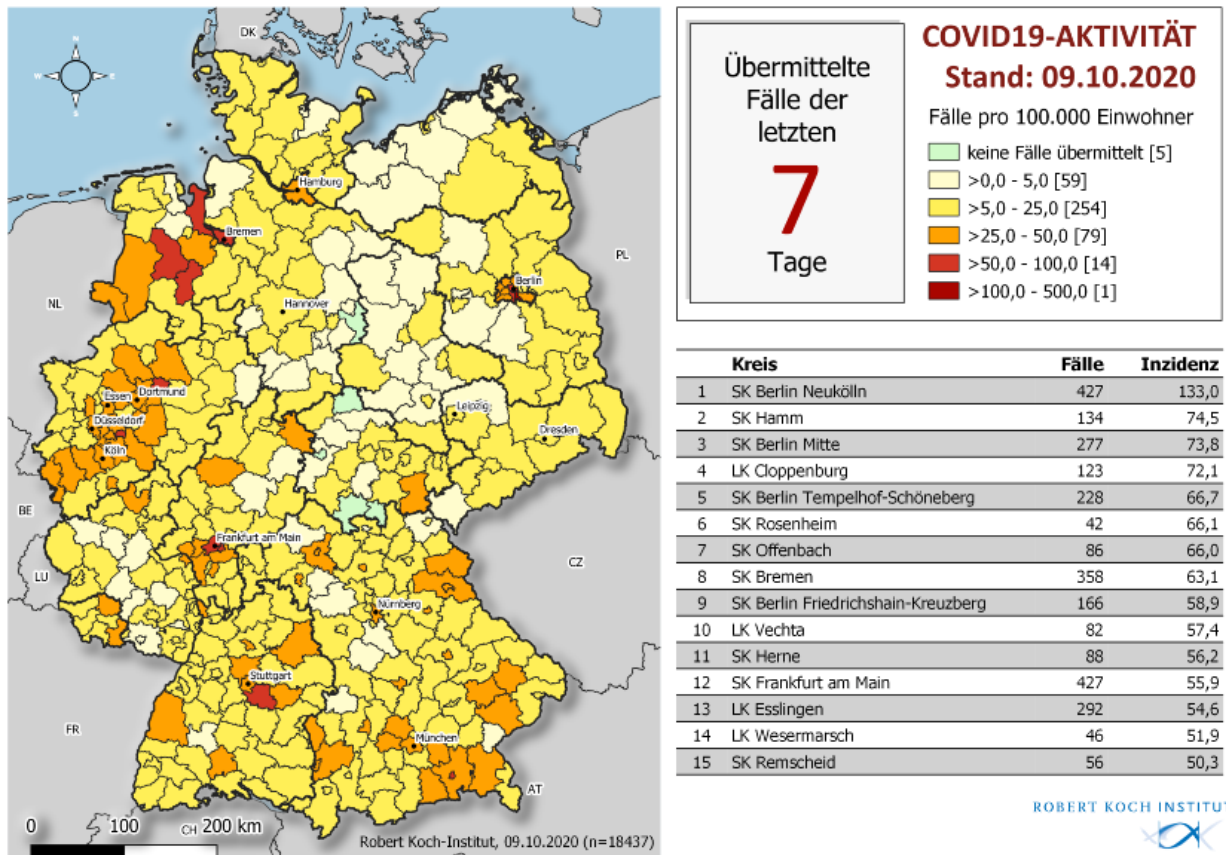 DK
N
W
E
S
Hamburg
Bremen
PL
Berlin
NL
Hannover
Essen
Dortmund
Düsseldorf
Leipzig
Dresden
Köln
BE
Frankfurt am Main
CZ
LU
Nürnberg
Stuttgart
FR
München
AT
CH
0 100 200 km
Robert Koch-Institut, 09.10.2020 (n=18437)
Übermittelte
Fälle der
letzten
7
Tage
COVID19-AKTIVITÄT
Stand: 09.10.2020
Fälle pro 100.000 Einwohner
keine Fälle übermittelt [5]
>0,0 - 5,0 [59]
>5,0 - 25,0 [254]
>25,0 - 50,0 [79]
>50,0 - 100,0 [14]
>100,0 - 500,0 [1]
Kreis Fälle Inzidenz
1 SK Berlin Neukölln 427 133,0
2 SK Hamm 134 74,5
3 SK Berlin Mitte 277 73,8
4 LK Cloppenburg 123 72,1
5 SK Berlin Tempelhof-Schöneberg 228 66,7
6 SK Rosenheim 42 66,1
7 SK Offenbach 86 66,0
8 SK Bremen 358 63,1
9 SK Berlin Friedrichshain-Kreuzberg 166 58,9
10 LK Vechta 82 57,4
11 SK Herne 88 56,2
12 SK Frankfurt am Main 427 55,9
13 LK Esslingen 292 54,6
14 LK Wesermarsch 46 51,9
15 SK Remscheid 56 50,3
ROBERT KOCH INSTITU